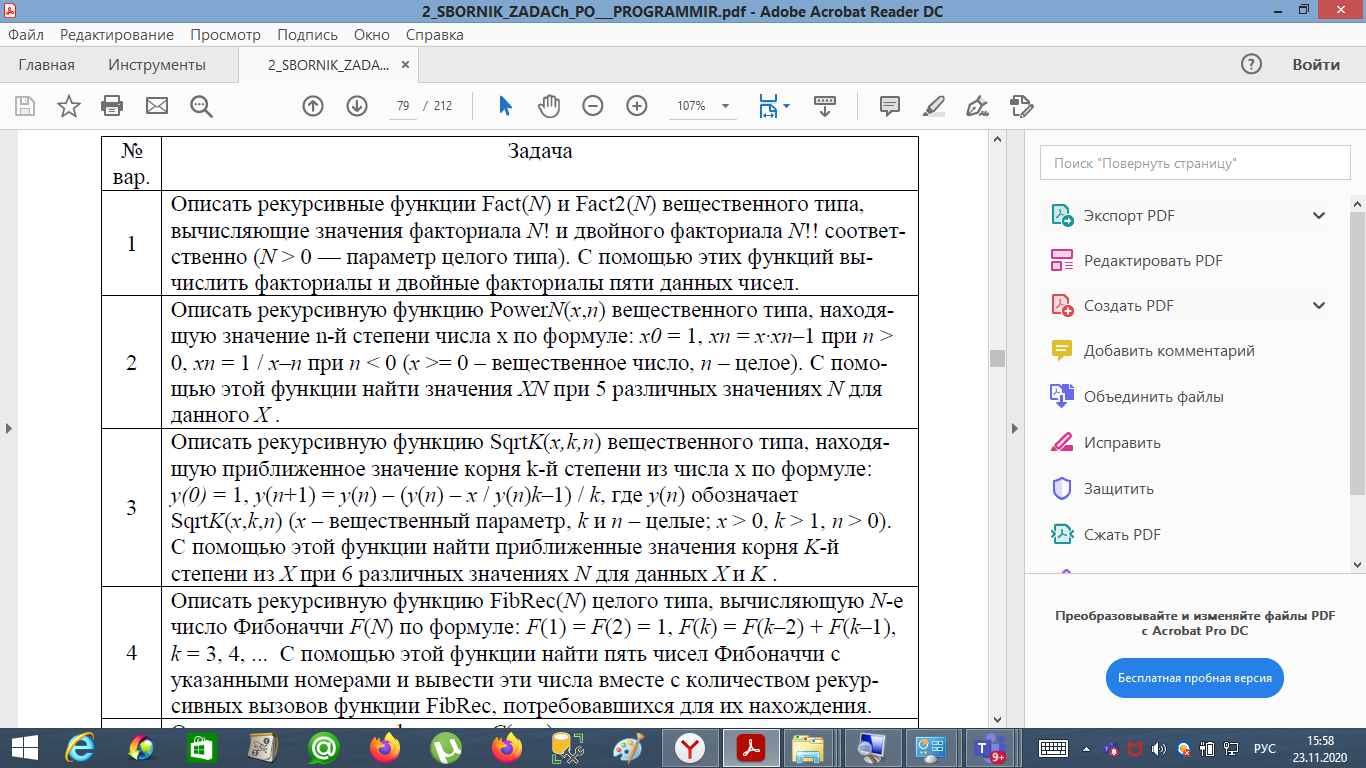 2_SBORNIK_ZADACh_PO___PROGRAMMIR.pdf - Adobe Acrobat Reader DC
Файл Редактирование Просмотр Подпись Окно Справка
Главная Инструменты 2_SBORNIK_ZADA... × Войти
79 / 212 107%
№ вар.
Задача
1
Описать рекурсивные функции Fact(N) и Fact2(N) вещественного типа,
вычисляющие значения факториала N! и двойного факториала N!! соответ-
ственно (N > 0 — параметр целого типа). С помощью этих функций вы-
числить факториалы и двойные факториалы пяти данных чисел.
2
Описать рекурсивную функцию PowerN(x,n) вещественного типа, находя-
щую значение n-й степени числа x по формуле: x0 = 1, xn = x·xn–1 при n >
0, xn = 1 / x–n при n < 0 (x >= 0 – вещественное число, n – целое). С помо-
щью этой функции найти значения XN при 5 различных значениях N для
данного X .
3
Описать рекурсивную функцию SqrtK(x,k,n) вещественного типа, находя-
щую приближенное значение корня k-й степени из числа x по формуле:
y(0) = 1, y(n+1) = y(n) – (y(n) – x / y(n)k–1) / k, где y(n) обозначает
SqrtK(x,k,n) (x – вещественный параметр, k и n – целые; x > 0, k > 1, n > 0).
С помощью этой функции найти приближенные значения корня K-й
степени из X при 6 различных значениях N для данных X и K .
4
Описать рекурсивную функцию FibRec(N) целого типа, вычисляющую N-е
число Фибоначчи F(N) по формуле: F(1) = F(2) = 1, F(k) = F(k–2) + F(k–1),
k = 3, 4, ... С помощью этой функции найти пять чисел Фибоначчи с
указанными номерами и вывести эти числа вместе с количеством рекур-
сивных вызовов функции FibRec, потребовавшихся для их нахождения.
Поиск "Повернуть страницу"
Экспорт PDF
Редактировать PDF
Создать PDF
Добавить комментарий
Объединить файлы
Исправить
Защитить
Сжать PDF
Преобразовывайте и изменяйте файлы PDF
с Acrobat Pro DC
Бесплатная пробная версия
9+
РУС
15:58
23.11.2020